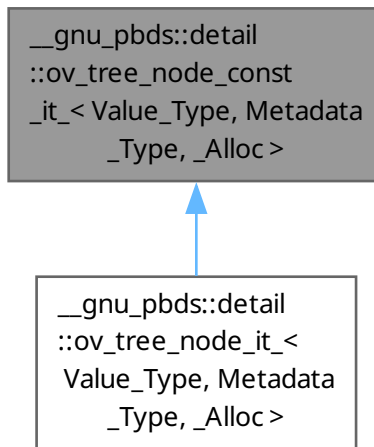 __gnu_pbds::detail
::ov_tree_node_const
_it_< Value_Type, Metadata
_Type, _Alloc >
__gnu_pbds::detail
::ov_tree_node_it_<
Value_Type, Metadata
_Type, _Alloc >